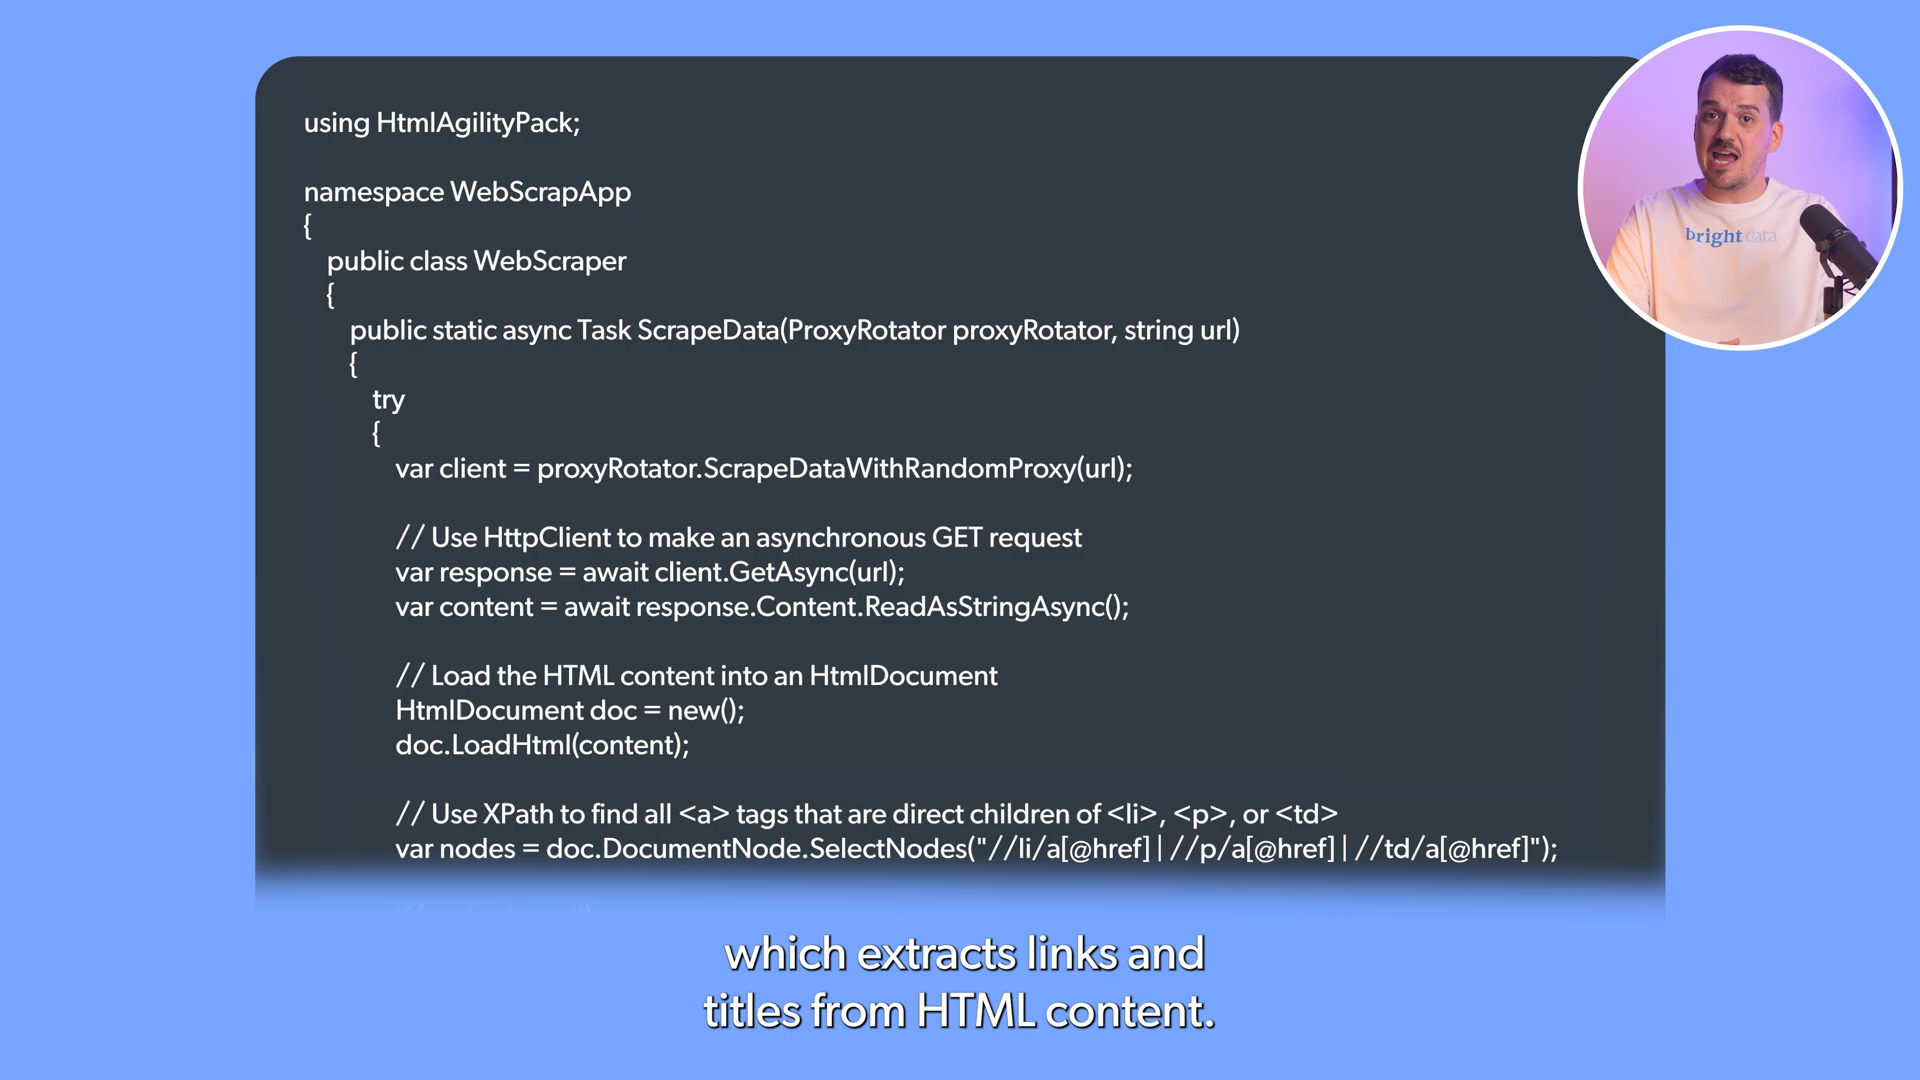 using HtmlAgilityPack;
namespace WebScrapApp
{
public class WebScraper
{
public static async Task ScrapeData(ProxyRotator proxyRotator, string url)
{
try
{
var client = proxyRotator.ScrapeDataWithRandomProxy(url);
// Use HttpClient to make an asynchronous GET request
var response = await client.GetAsync(url);
var content = await response.Content.ReadAsStringAsync();
// Load the HTML content into an HtmlDocument
HtmlDocument doc = new();
doc.LoadHtml(content);
// Use XPath to find all <a> tags that are direct children of <li>, <p>, or <td>
var nodes = doc.DocumentNode.SelectNodes("//li/a[@href] | //p/a[@href] | //td/a[@href]");
bright data
which extracts links and
titles from HTML content.